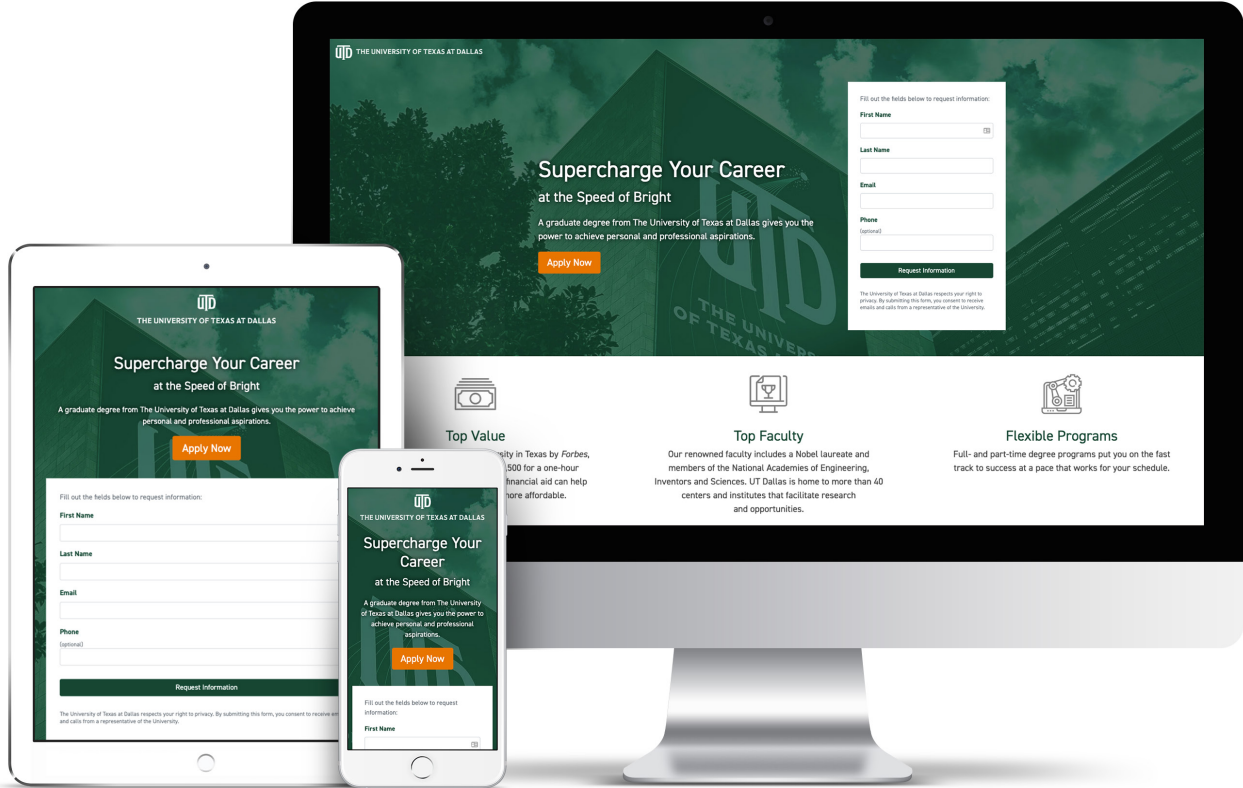 UTD THE UNIVERSITY OF TEXAS AT DALLAS
Supercharge Your Career
at the Speed of Bright
A graduate degree from The University of Texas at Dallas gives you the
power to achieve personal and professional aspirations.
Apply Now
UTD
THE UNIVERSITY
OF TEXAS
Fill out the fields below to request information:
First Name
Last Name
Email
Phone
(optional)
Request Information
The University of Texas at Dallas respects your right to
privacy. By submitting this form, you consent to receive
emails and calls from a representative of the University.
Top Value
in Texas by Forbes,
500 for a one-hour
financial aid can help
more affordable.
Top Faculty
Our renowned faculty includes a Nobel laureate and
members of the National Academies of Engineering,
Inventors and Sciences. UT Dallas is home to more than 40
centers and institutes that facilitate research
and opportunities.
Flexible Programs
Full- and part-time degree programs put you on the fast
track to success at a pace that works for your schedule.
UTD
THE UNIVERSITY OF TEXAS AT DALLAS
Supercharge Your Career
at the Speed of Bright
A graduate degree from The University of Texas at Dallas gives you the power to achieve
personal and professional aspirations.
Apply Now
Fill out the fields below to request information:
First Name
Last Name
Email
Phone
(optional)
Request Information
The University of Texas at Dallas respects your right to privacy. By submitting this form, you consent to receive
and calls from a representative of the University.
UTD
THE UNIVERSITY OF TEXAS AT DALLAS
Supercharge Your
Career
at the Speed of Bright
A graduate degree from The University
of Texas at Dallas gives you the power to
achieve personal and professional
aspirations.
Apply Now
Fill out the fields below to request
information:
First Name